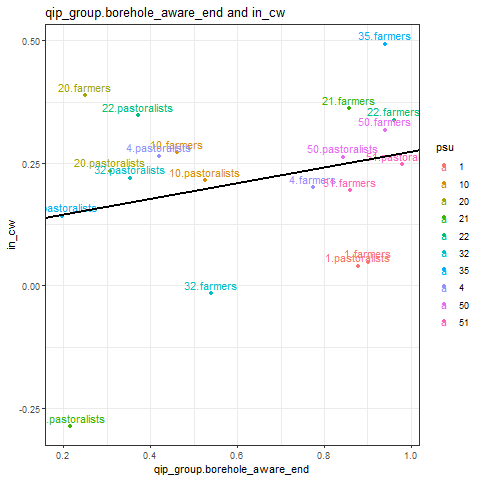 qip_group.borehole_aware_end and in_cw
35.farmers
0.50
20.farmers
21.farmers
22.pastoralists
22.farmers
50.farmers
psu
10.farmers
4.pastoralists
50.pastoralists
1
20.pastoralists
0.25
10
32.pastoralists
10.pastoralists
20
4.farmers
51.farmers
21
22
in_cw
32
1.farmers
35
1.pastoralists
4
0.00
32.farmers
50
51
-0.25
.pastoralists
0.2
0.4
0.6
0.8
1.0
qip_group.borehole_aware_end